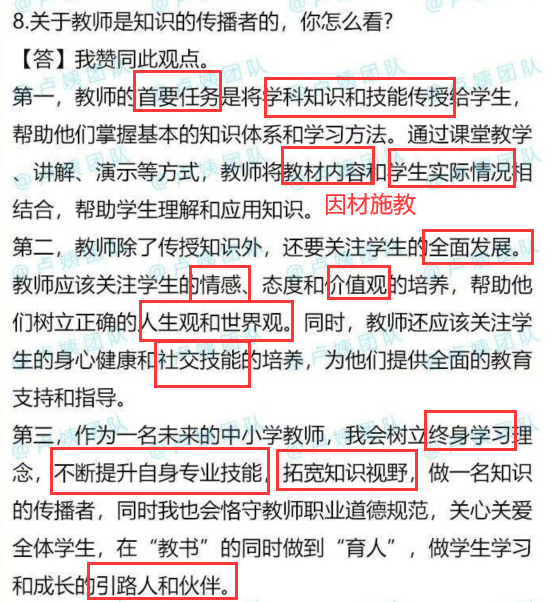 8.关于教师是知识的传播者的，你怎么看?
【答】我赞同此观点。
第一，教师的首要任务是将学科知识和技能传授给学生，
帮助他们掌握基本的知识体系和学习方法。通过课堂教学
、讲解、演示等方式，教师将教材内容和学生实际情况相
结合，帮助学生理解和应用知识。
因材施教
第二，教师除了传授知识外，还要关注学生的全面发展。
教师应该关注学生的情感、态度和价值观的培养，帮助他
们树立正确的人生观和世界观。同时，教师还应该关注学
生的身心健康和社交技能的培养，为他们提供全面的教育
支持和指导。
第三，作为一名未来的中小学教师，我会树立终身学习理
念，不断提升自身专业技能，拓宽知识视野，做一名知识
的传播者，同时我也会恪守教师职业道德规范，关心关爱
全体学生，在“教书”的同时做到“育人”，做学生学习
和成长的引路人和伙伴。
@卢姨团队